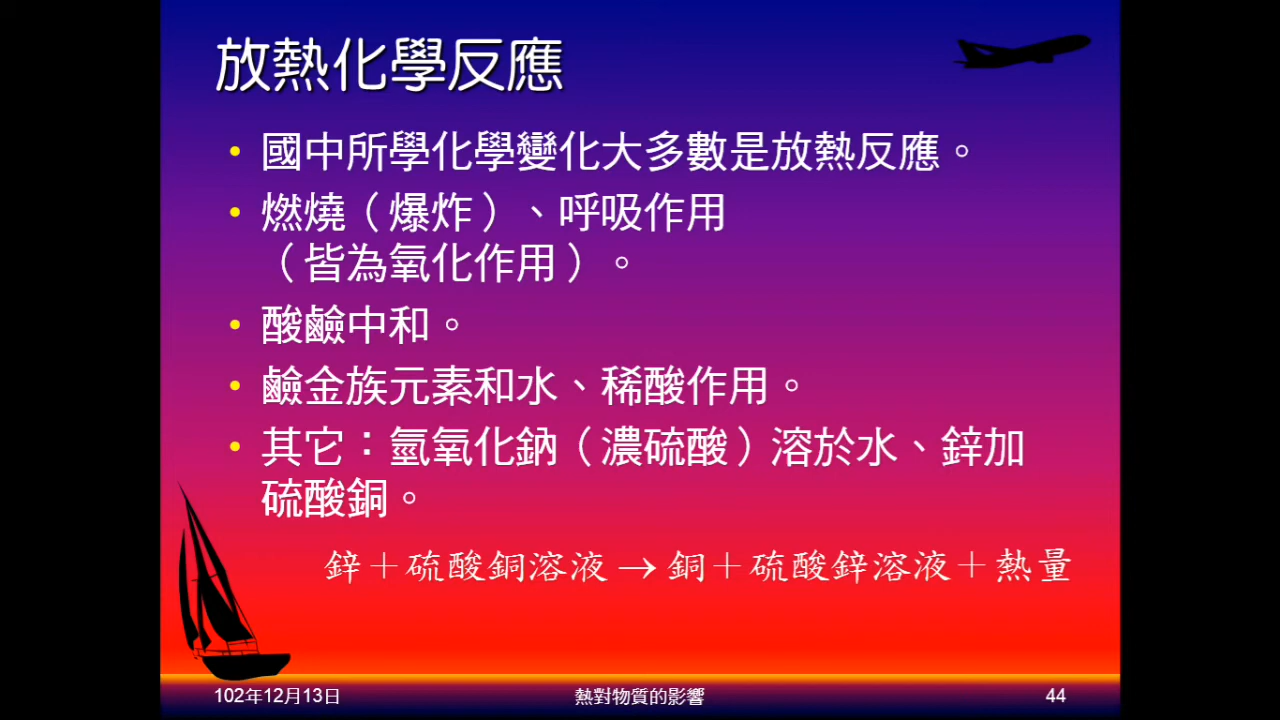 放熱化學反應
• 國中所學化學變化大多數是放熱反應。
• 燃燒（爆炸）、呼吸作用
（皆為氧化作用）。
• 酸鹼中和。
• 鹼金族元素和水、稀酸作用。
• 其它：氫氧化鈉（濃硫酸）溶於水、鋅加
硫酸銅。
鋅＋硫酸銅溶液→銅＋硫酸鋅溶液＋熱量
102年12月13日
熱對物質的影響
44